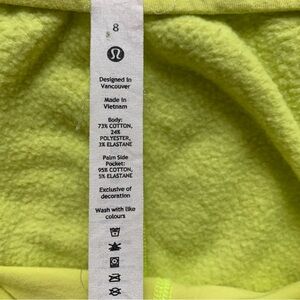 8
Designed in
Vancouver
Made in
Vietnam
Body:
73% COTTON,
24%
POLYESTER,
3% ELASTANE
Palm Side
Pocket:
95% COTTON,
5% ELASTANE
Exclusive of
decoration
Wash with like
colours